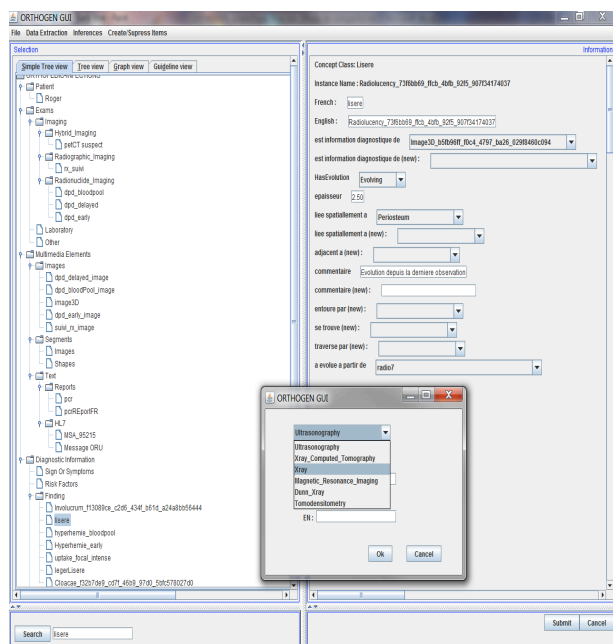 ORTHOGEN GUI
File Data Extraction Inferences Create/Supress Items
Selection
Simple Tree view Tree view Graph view Guideline view
Patient
Roger
Exams
Imaging
Hybrid_Imaging
petCT suspect
Radiographic_Imaging
rx_suivi
Radionuclide_Imaging
dpd_bloodpool
dpd_delayed
dpd_early
Laboratory
Other
Multimedia Elements
Images
dpd_delayed_image
dpd_bloodPool_image
image3D
dpd_early_image
suivi_rx_image
Segments
Images
Shapes
Text
Reports
pcr
pcrREportFR
HL7
MSA_95215
Message ORU
Diagnostic Information
Sign Or Symptoms
Risk Factors
Finding
Involucrum_f13089ce_c2d6_434f_b61d_a24a8bb56444
lisere
hyperhemie_bloodpool
Hyperhemie_early
uptake_focal_intense
legerLisere
Cloacae_f32b7de9_cd7f_46b9_97d0_5bfc578027d0
Search lisere
Information
Concept Class: Lisere
Instance Name : Radiolucency_73f6bb69_ffcb_4bfb_92f5_907f34174037
French : lisere
English : Radiolucency_73f6bb69_ffcb_4bfb_92f5_907f34174037
est information diagnostique de Image3D_b5fb96ff_f0c4_4797_ba26_029f8460c094
est information diagnostique de (new) :
HasEvolution Evolving
epaisseur 2.50
liee spatiallement a Periosteum
liee spatiallement a (new) :
adjacent a (new) :
commentaire Evolution depuis la derniere observation
commentaire (new) :
entoure par (new) :
se trouve (new) :
traverse par (new) :
a evolue a partir de radio7
ORTHOGEN GUI
Ultrasonography
Ultrasonography
Xray_Computed_Tomography
Xray
Magnetic_Resonance_Imaging
Dunn_Xray
Tomodensitometry
EN :
Ok Cancel
Submit Cancel